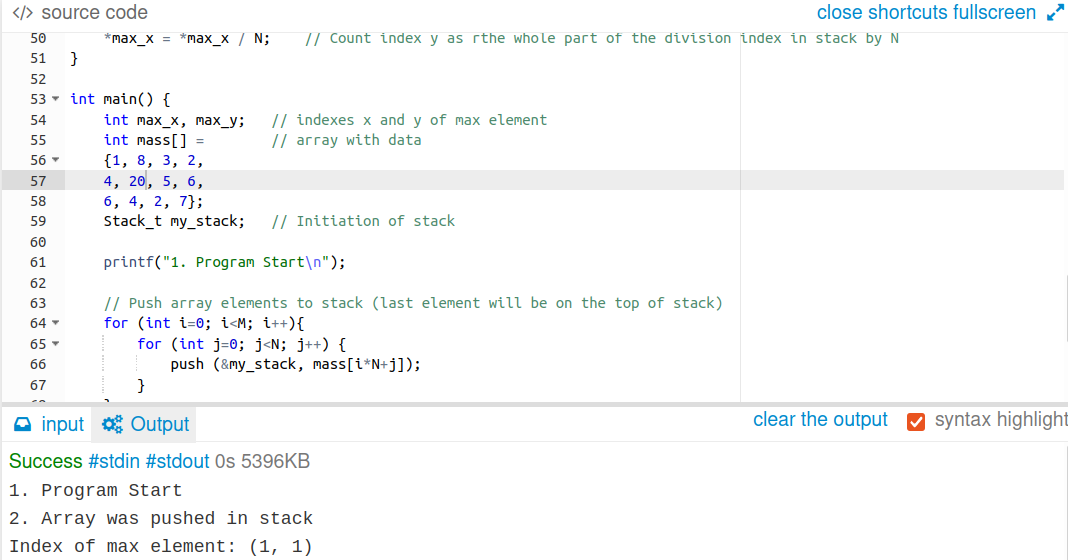 </> source code close shortcuts fullscreen
50 *max_x = *max_x / N; // Count index y as rthe whole part of the division index in stack by N
51 }
52
53 int main() {
54 int max_x, max_y; // indexes x and y of max element
55 int mass[] = // array with data
56 {1, 8, 3, 2,
57 4, 20, 5, 6,
58 6, 4, 2, 7};
59 Stack_t my_stack; // Initiation of stack
60
61 printf("1. Program Start\n");
62
63 // Push array elements to stack (last element will be on the top of stack)
64 for (int i=0; i<M; i++){
65 for (int j=0; j<N; j++) {
66 push (&my_stack, mass[i*N+j]);
67 }
input Output clear the output syntax highlight
Success #stdin #stdout 0s 5396KB
1. Program Start
2. Array was pushed in stack
Index of max element: (1, 1)